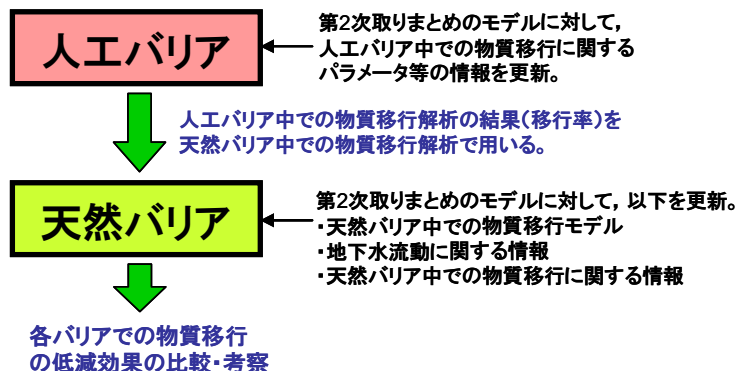 人工バリア
第2次取りまとめのモデルに対して，
人工バリア中での物質移行に関する
パラメータ等の情報を更新。
人工バリア中での物質移行解析の結果（移行率）を
天然バリア中での物質移行解析で用いる。
天然バリア
第2次取りまとめのモデルに対して，以下を更新。
・天然バリア中での物質移行モデル
・地下水流動に関する情報
・天然バリア中での物質移行に関する情報
各バリアでの物質移行
の低減効果の比較・考察